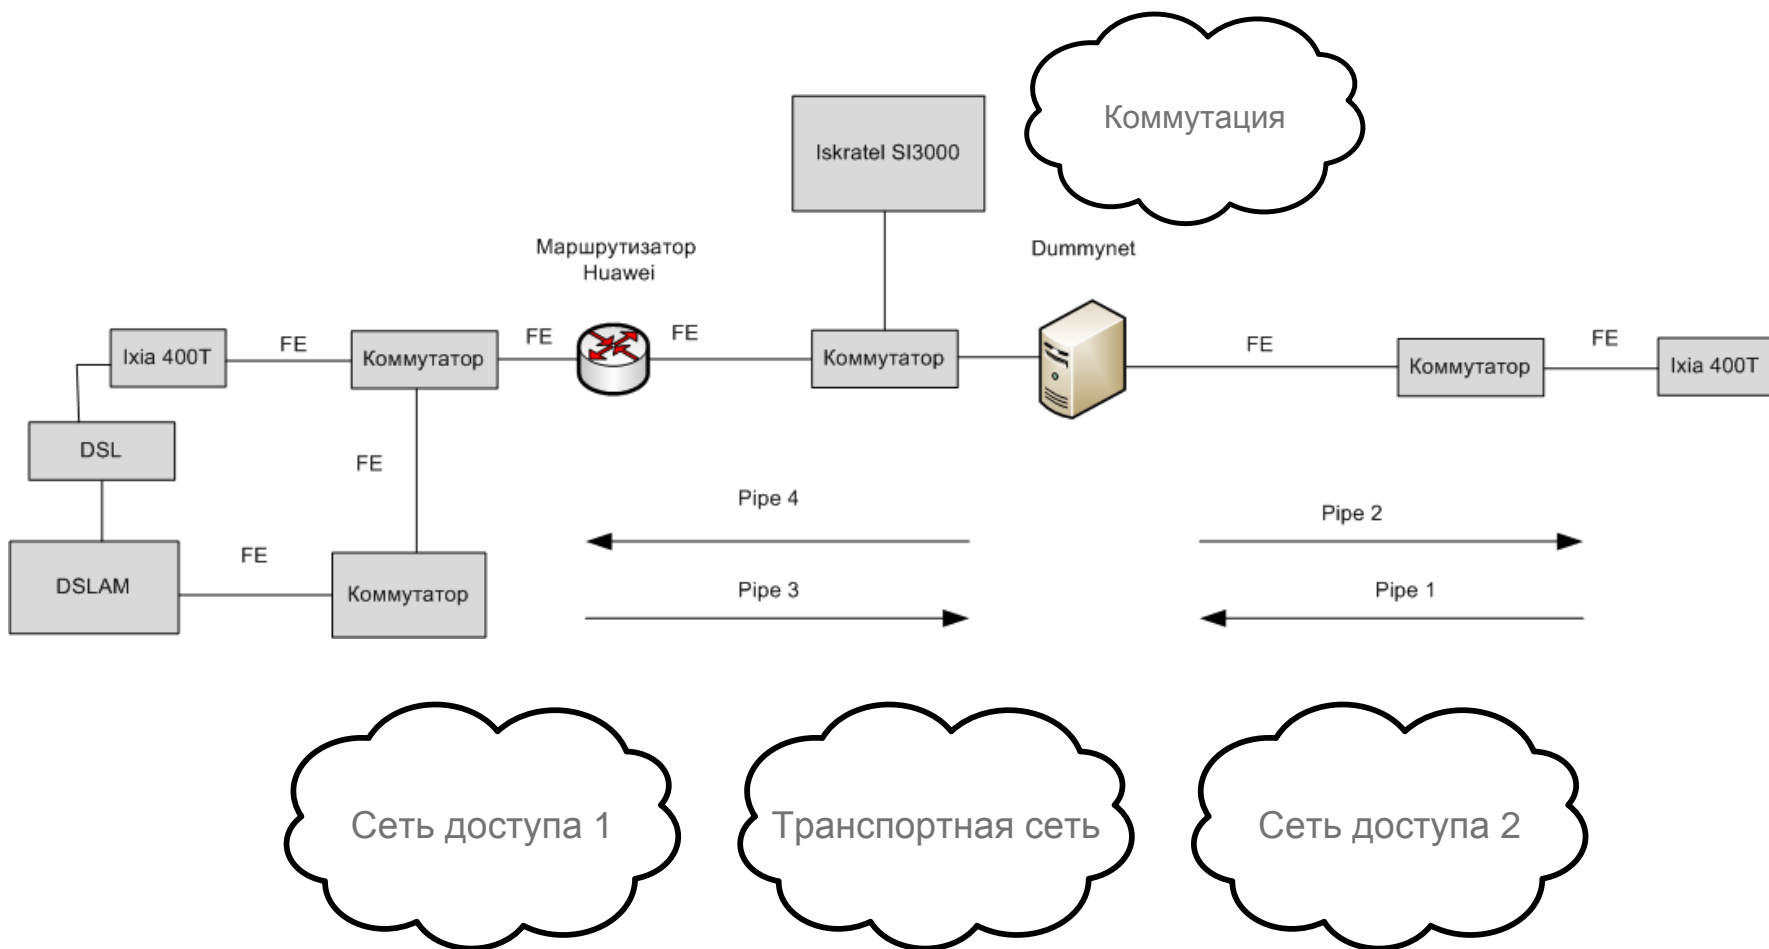 Коммутация
Iskratel SI3000
Маршрутизатор
Huawei
Dummynet
Ixia 400T
FE
Коммутатор
FE
FE
Коммутатор
FE
Коммутатор
FE
Ixia 400T
DSL
FE
Pipe 4
Pipe 2
DSLAM
FE
Коммутатор
Pipe 3
Pipe 1
Сеть доступа 1
Транспортная сеть
Сеть доступа 2